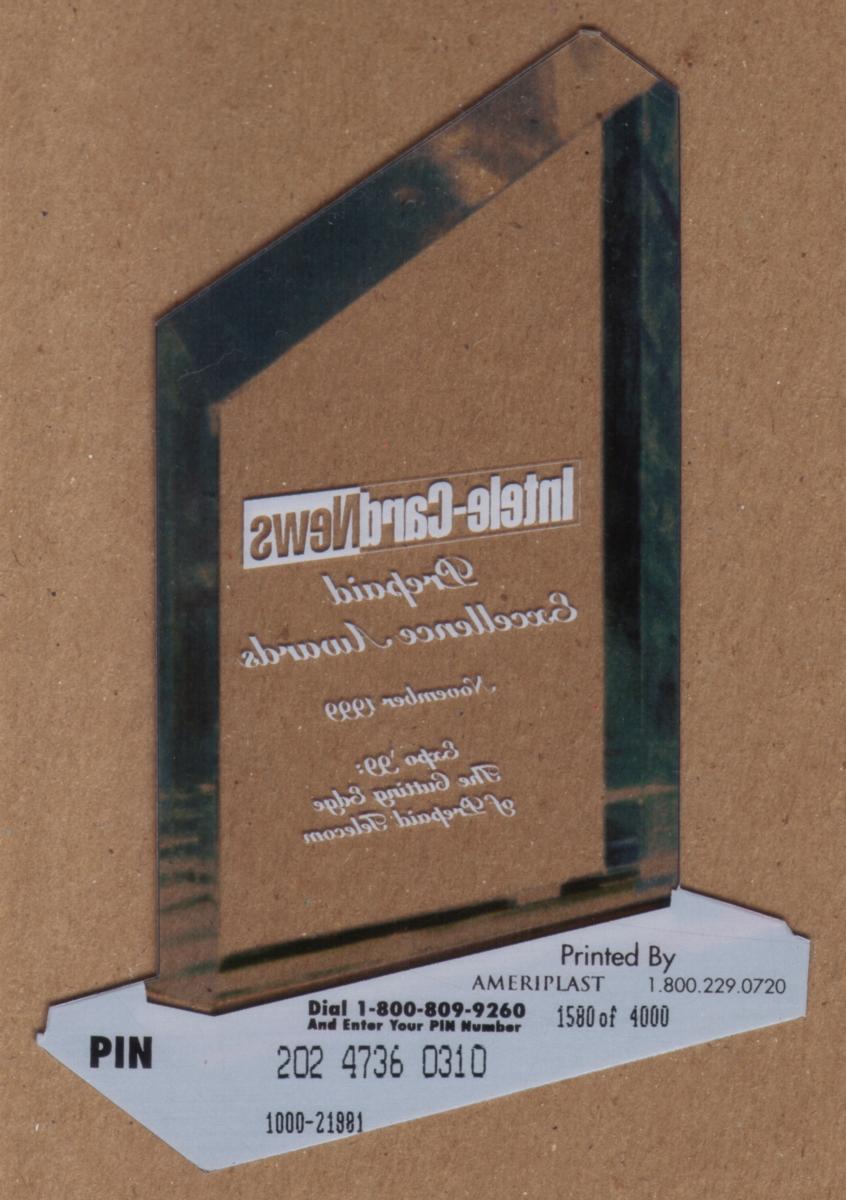 Intele-CardNews
Prepaid
Excellence Awards
November 1999
Expo '99:
The Cutting Edge
of Prepaid Telecom
Printed By
AMERIPLAST 1.800.229.0720
Dial 1-800-809-9260
And Enter Your PIN Number
1580 of 4000
PIN
202 4736 0310
1000-21981